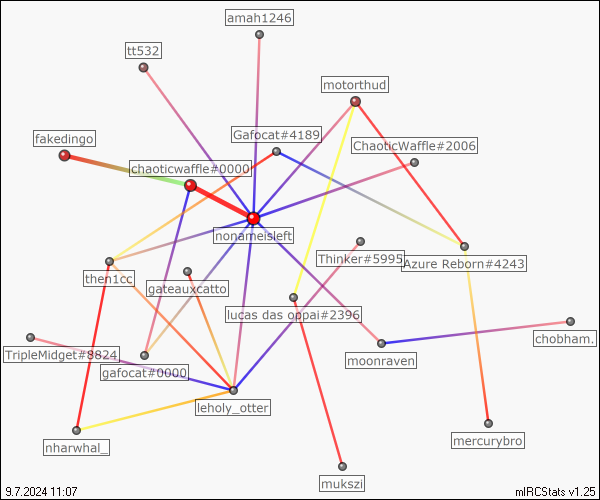 amah1246
tt532
motorthud
Gafocat#4189
fakedingo
ChaoticWaffle#2006
chaoticwaffle#0000
nonameisleft
Thinker#5995
Azure Reborn#4243
then1cc
gateauxcatto
lucas das oppai#2396
chobham.
TripleMidget#8824
moonraven
gafocat#0000
leholy_otter
mercurybro
nharwhal_
mukszi
9.7.2024 11:07
mIRCStats v1.25